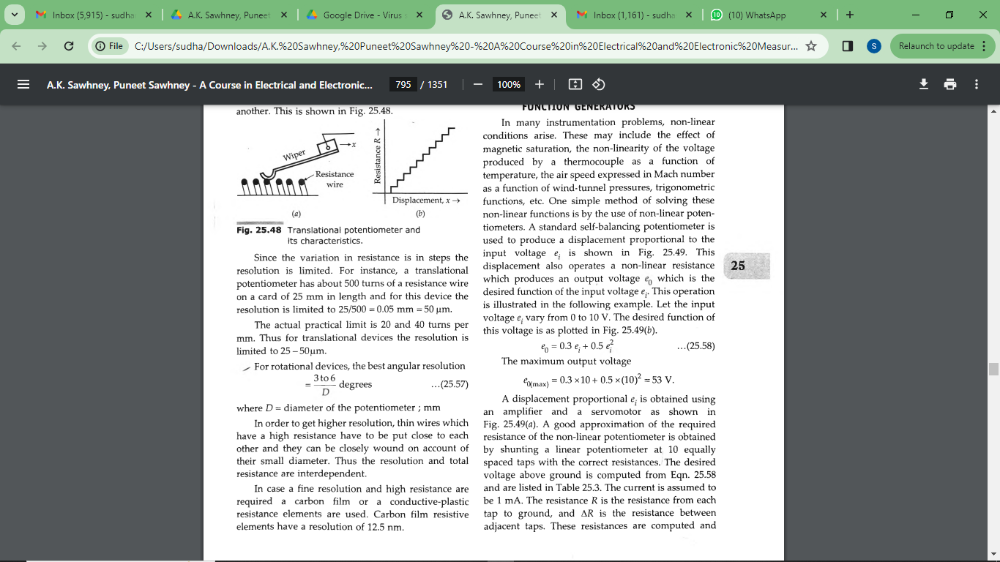 Inbox (5,915) - sudha
A.K. Sawhney, Puneet
Google Drive - Virus s
A.K. Sawhney, Puneet
Inbox (1,161) - sudha
10
(10) WhatsApp
File
C:/Users/sudha/Downloads/A.K.%20Sawhney,%20Puneet%20Sawhney%20-%20A%20Course%20in%20Electrical%20and%20Electronic%20Measur...
S
Relaunch to update
A.K. Sawhney, Puneet Sawhney - A Course in Electrical and Electronic...
795 / 1351
100%
another. This is shown in Fig. 25.48.
Wiper
x
Resistance
wire
(a)
Resistance R →
Displacement, x →
(b)
Fig. 25.48 Translational potentiometer and
its characteristics.
Since the variation in resistance is in steps the
resolution is limited. For instance, a translational
potentiometer has about 500 turns of a resistance wire
on a card of 25 mm in length and for this device the
resolution is limited to 25/500 = 0.05 mm = 50 μm.
The actual practical limit is 20 and 40 turns per
mm. Thus for translational devices the resolution is
limited to 25 – 50μm.
For rotational devices, the best angular resolution
= 3 to 6 / D degrees ...(25.57)
where D = diameter of the potentiometer ; mm
In order to get higher resolution, thin wires which
have a high resistance have to be put close to each
other and they can be closely wound on account of
their small diameter. Thus the resolution and total
resistance are interdependent.
In case a fine resolution and high resistance are
required a carbon film or a conductive-plastic
resistance elements are used. Carbon film resistive
elements have a resolution of 12.5 nm.
FUNCTION GENERATORS
In many instrumentation problems, non-linear
conditions arise. These may include the effect of
magnetic saturation, the non-linearity of the voltage
produced by a thermocouple as a function of
temperature, the air speed expressed in Mach number
as a function of wind-tunnel pressures, trigonometric
functions, etc. One simple method of solving these
non-linear functions is by the use of non-linear poten-
tiometers. A standard self-balancing potentiometer is
used to produce a displacement proportional to the
input voltage eᵢ is shown in Fig. 25.49. This
displacement also operates a non-linear resistance
which produces an output voltage e₀ which is the
desired function of the input voltage eᵢ. This operation
is illustrated in the following example. Let the input
voltage eᵢ vary from 0 to 10 V. The desired function of
this voltage is as plotted in Fig. 25.49(b).
e₀ = 0.3 eᵢ + 0.5 eᵢ² ...(25.58)
The maximum output voltage
e₀(max) = 0.3 × 10 + 0.5 × (10)² = 53 V.
A displacement proportional eᵢ is obtained using
an amplifier and a servomotor as shown in
Fig. 25.49(a). A good approximation of the required
resistance of the non-linear potentiometer is obtained
by shunting a linear potentiometer at 10 equally
spaced taps with the correct resistances. The desired
voltage above ground is computed from Eqn. 25.58
and are listed in Table 25.3. The current is assumed to
be 1 mA. The resistance R is the resistance from each
tap to ground, and ΔR is the resistance between
adjacent taps. These resistances are computed and
25